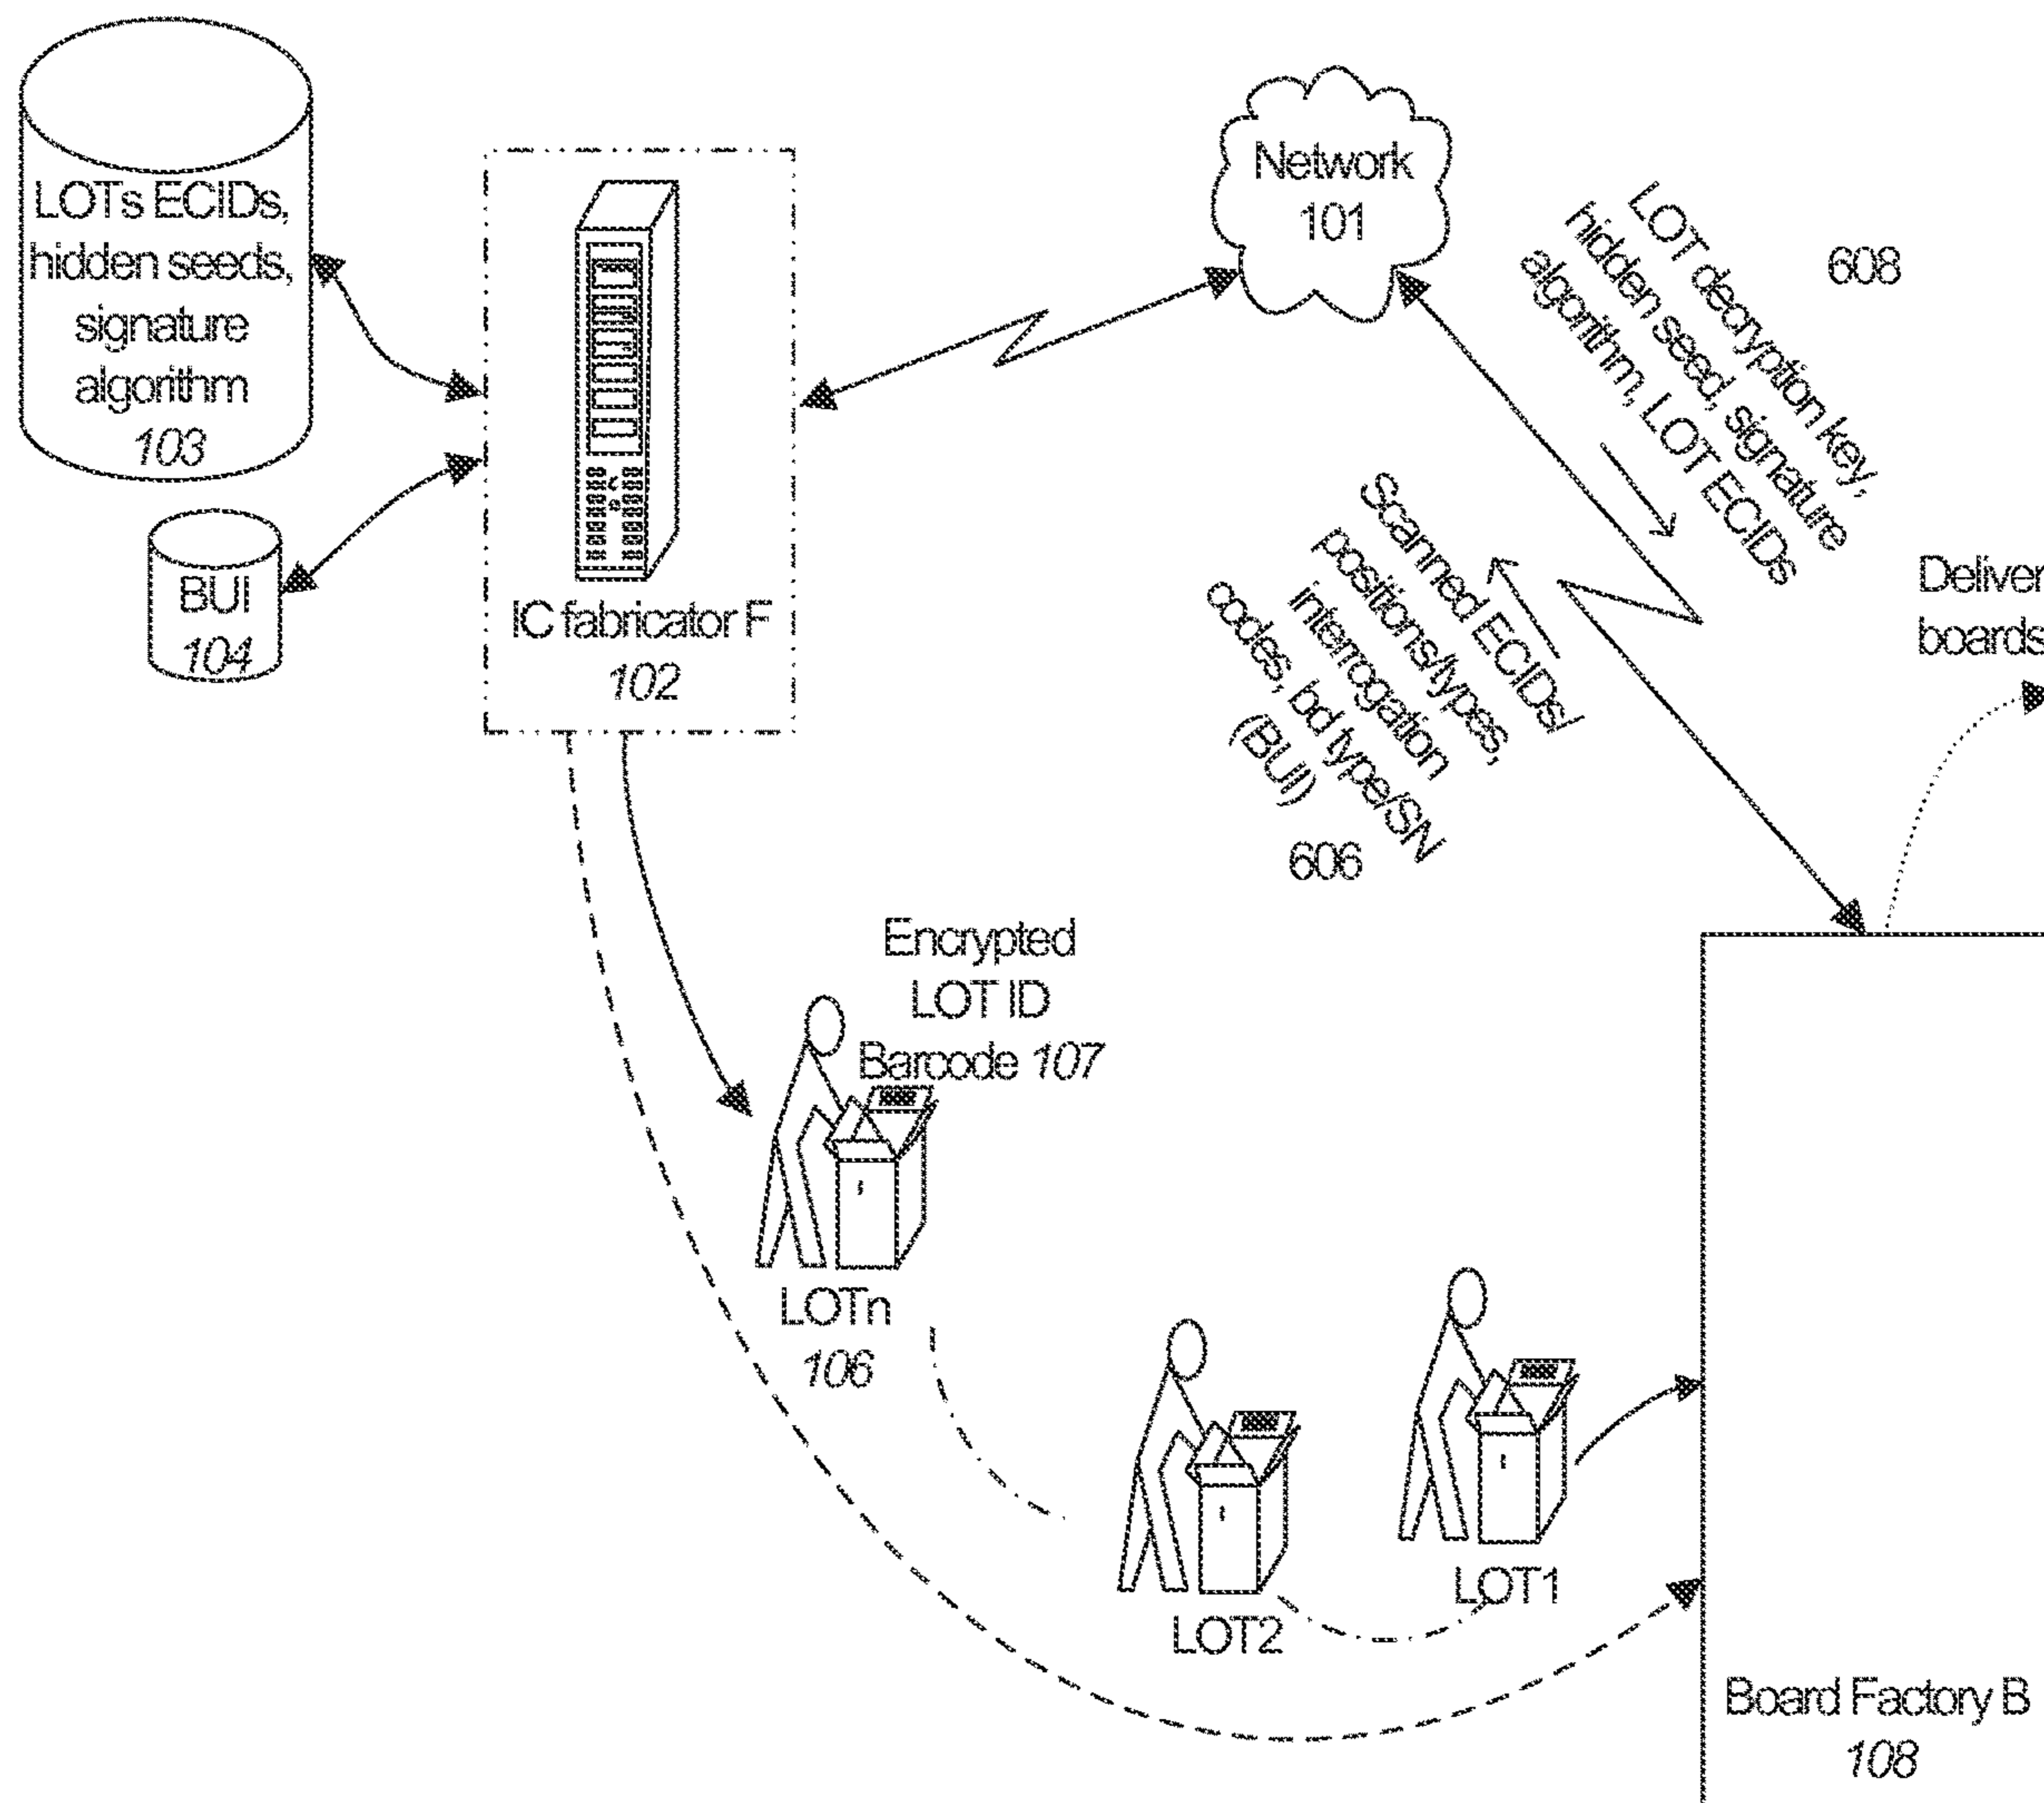 LOTs ECIDs,
hidden seeds,
signature
algorithm
103
BUI
104
IC fabricator F
102
Network
101
LOT decryption key,
hidden seed, signature
algorithm, LOT ECIDs
608
Scanned ECIDs/
positions/types,
interrogation
codes, bd type/SN
(BUI)
606
Deliver
boards
Encrypted
LOT ID
Barcode 107
LOTn
106
LOT2
LOT1
Board Factory B
108